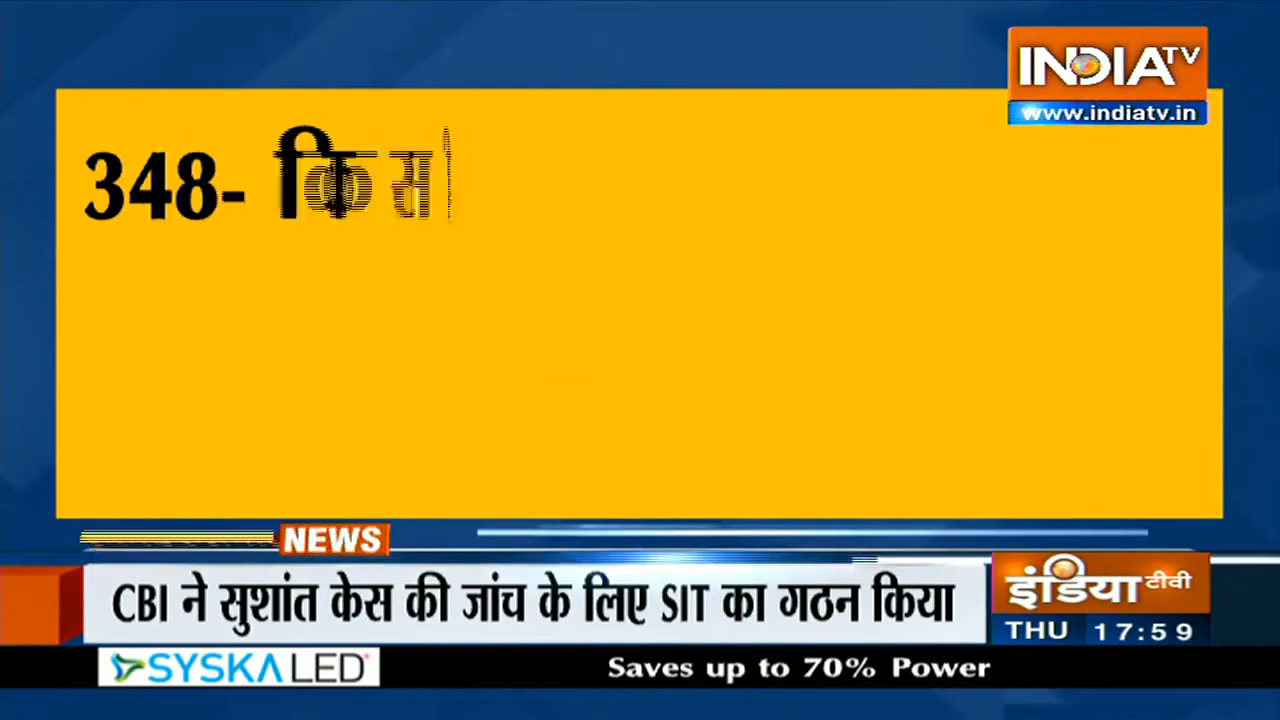 INDIA TV
www.indiatv.in
348-
NEWS
CBI ने सुशांत केस की जांच के लिए SIT का गठन किया
इंडिया टीवी
THU 17:59
SYSKA LED
Saves up to 70% Power